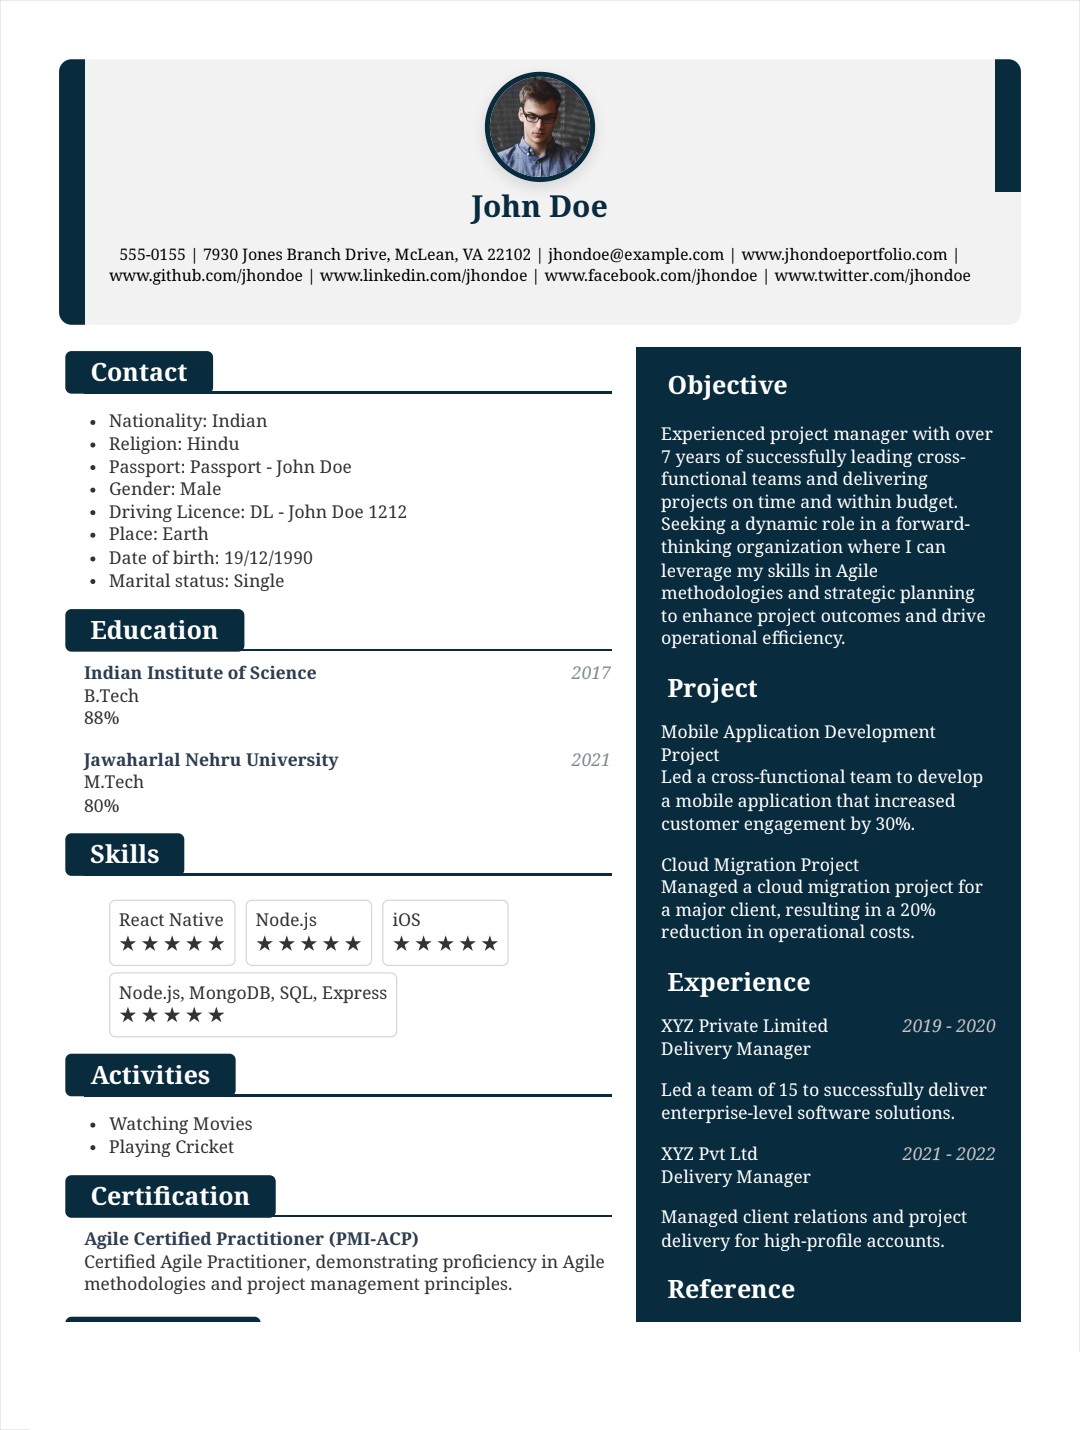 John Doe
555-0155 | 7930 Jones Branch Drive, McLean, VA 22102 | jhondoe@example.com | www.jhondoeportfolio.com |
www.github.com/jhondoe | www.linkedin.com/jhondoe | www.facebook.com/jhondoe | www.twitter.com/jhondoe
Contact
• Nationality: Indian
• Religion: Hindu
• Passport: Passport - John Doe
• Gender: Male
• Driving Licence: DL - John Doe 1212
• Place: Earth
• Date of birth: 19/12/1990
• Marital status: Single
Education
Indian Institute of Science 2017
B.Tech
88%
Jawaharlal Nehru University 2021
M.Tech
80%
Skills
React Native
★★★★★
Node.js
★★★★★
iOS
★★★★★
Node.js, MongoDB, SQL, Express
★★★★★
Activities
• Watching Movies
• Playing Cricket
Certification
Agile Certified Practitioner (PMI-ACP)
Certified Agile Practitioner, demonstrating proficiency in Agile
methodologies and project management principles.
Objective
Experienced project manager with over
7 years of successfully leading cross-
functional teams and delivering
projects on time and within budget.
Seeking a dynamic role in a forward-
thinking organization where I can
leverage my skills in Agile
methodologies and strategic planning
to enhance project outcomes and drive
operational efficiency.
Project
Mobile Application Development
Project
Led a cross-functional team to develop
a mobile application that increased
customer engagement by 30%.
Cloud Migration Project
Managed a cloud migration project for
a major client, resulting in a 20%
reduction in operational costs.
Experience
XYZ Private Limited 2019 - 2020
Delivery Manager
Led a team of 15 to successfully deliver
enterprise-level software solutions.
XYZ Pvt Ltd 2021 - 2022
Delivery Manager
Managed client relations and project
delivery for high-profile accounts.
Reference